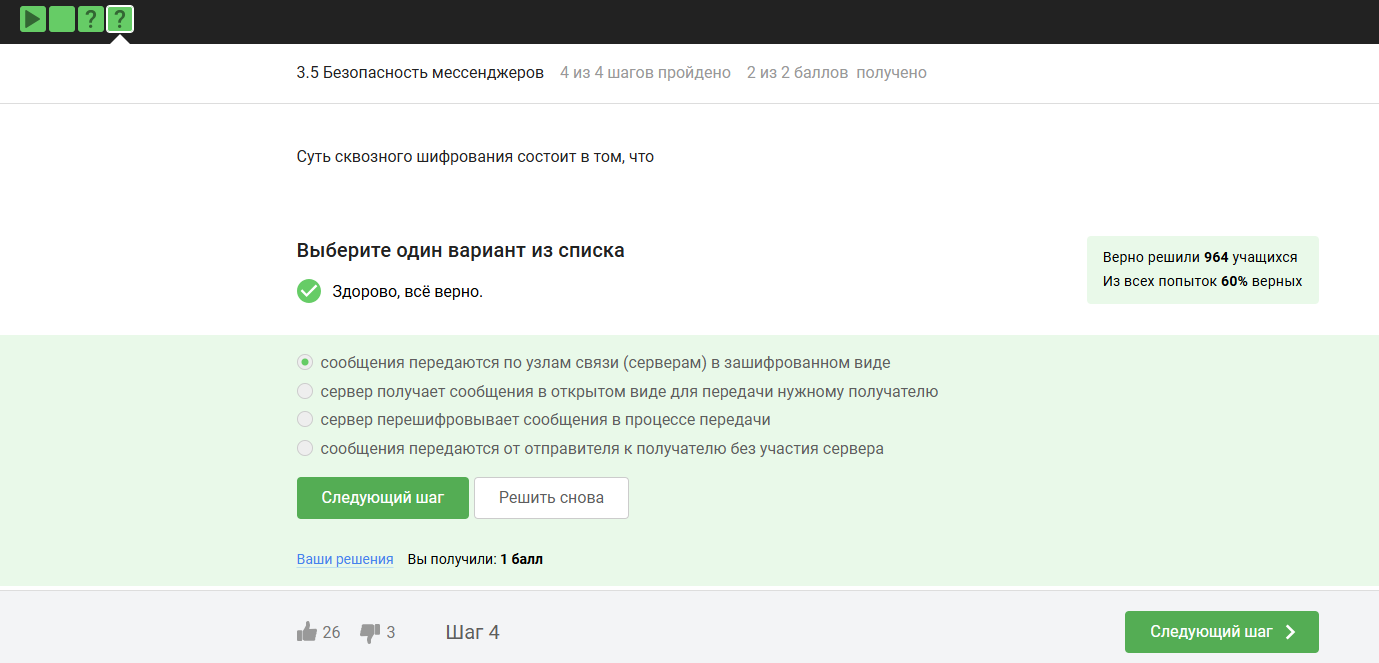 ? ?
3.5 Безопасность мессенджеров 4 из 4 шагов пройдено 2 из 2 баллов получено
Суть сквозного шифрования состоит в том, что
Выберите один вариант из списка
Здорово, всё верно.
Верно решили 964 учащихся
Из всех попыток 60% верных
сообщения передаются по узлам связи (серверам) в зашифрованном виде
сервер получает сообщения в открытом виде для передачи нужному получателю
сервер перешифровывает сообщения в процессе передачи
сообщения передаются от отправителя к получателю без участия сервера
Следующий шаг Решить снова
Ваши решения Вы получили: 1 балл
26 3 Шаг 4 Следующий шаг